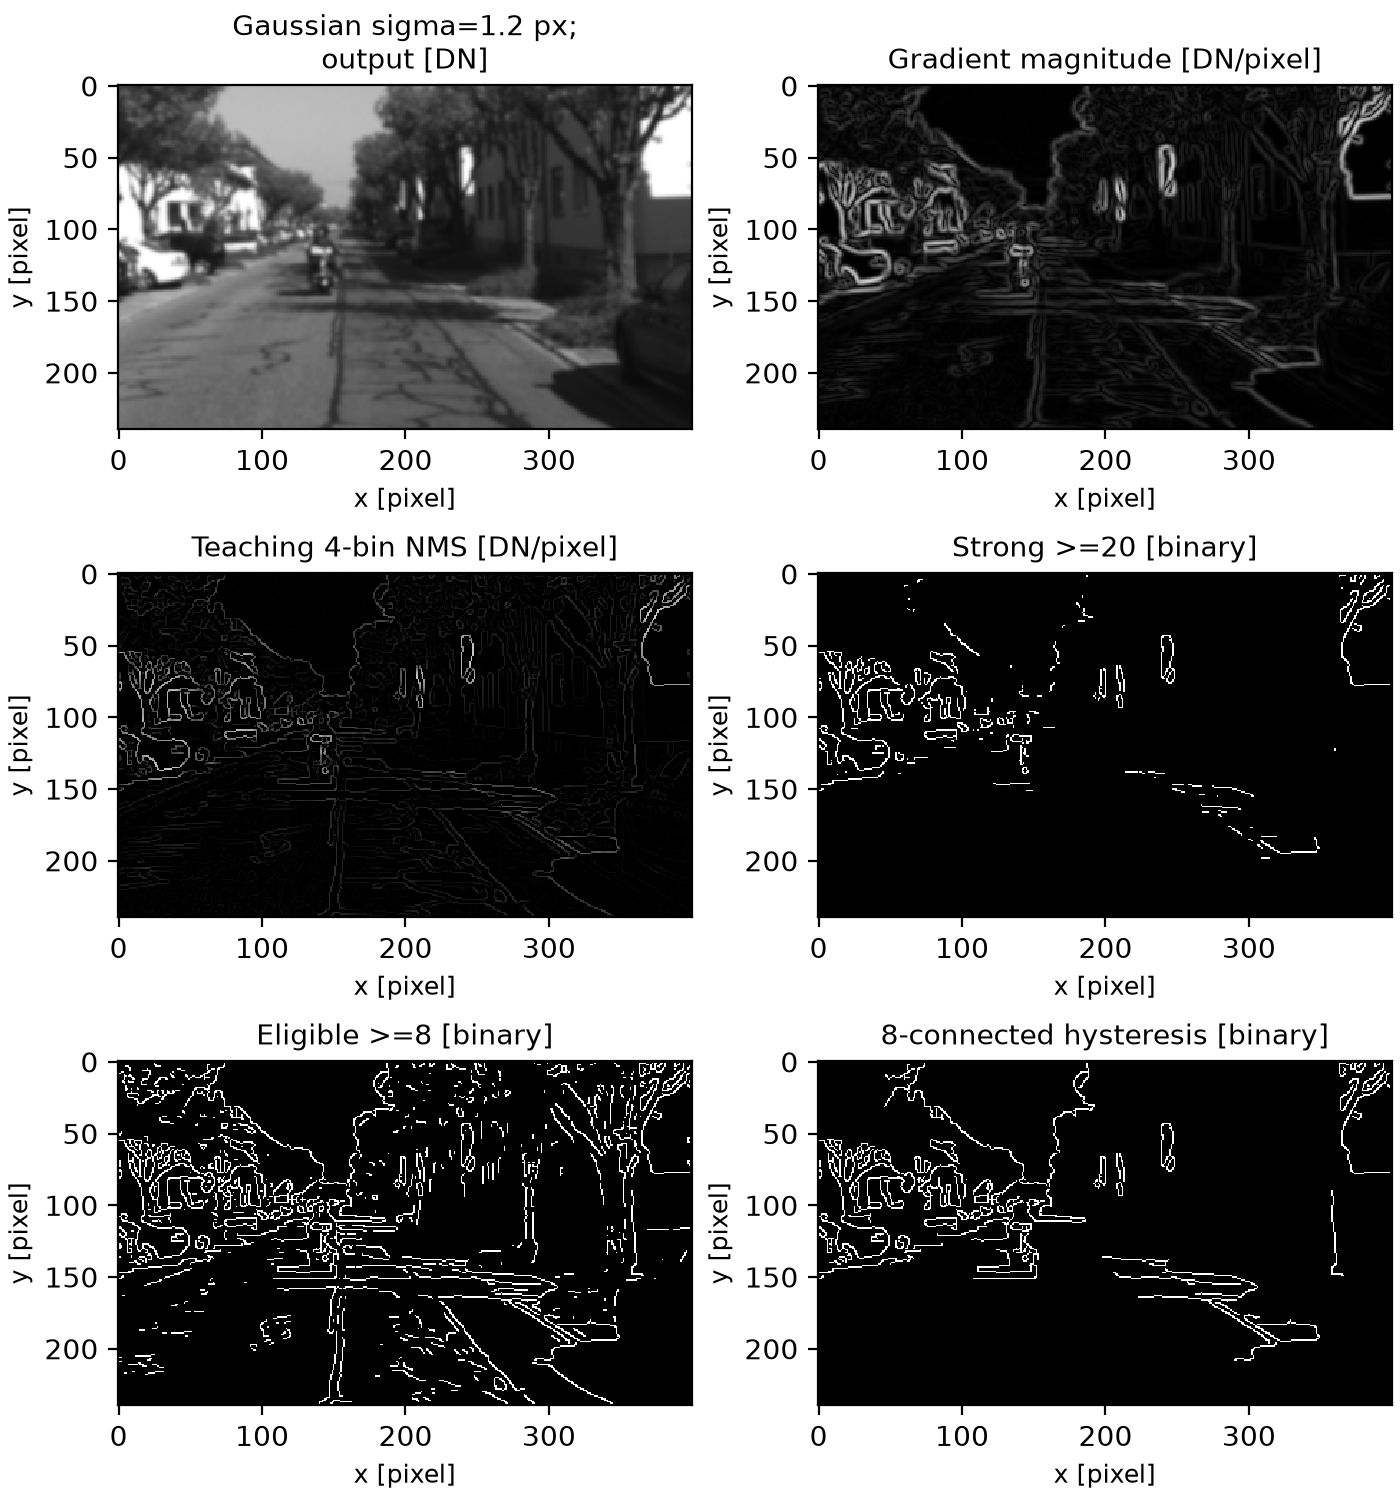 Gaussian sigma=1.2 px;
output [DN]
0
50
100
150
200
y [pixel]
0 100 200 300
x [pixel]
Gradient magnitude [DN/pixel]
0
50
100
150
200
y [pixel]
0 100 200 300
x [pixel]
Teaching 4-bin NMS [DN/pixel]
0
50
100
150
200
y [pixel]
0 100 200 300
x [pixel]
Strong >=20 [binary]
0
50
100
150
200
y [pixel]
0 100 200 300
x [pixel]
Eligible >=8 [binary]
0
50
100
150
200
y [pixel]
0 100 200 300
x [pixel]
8-connected hysteresis [binary]
0
50
100
150
200
y [pixel]
0 100 200 300
x [pixel]